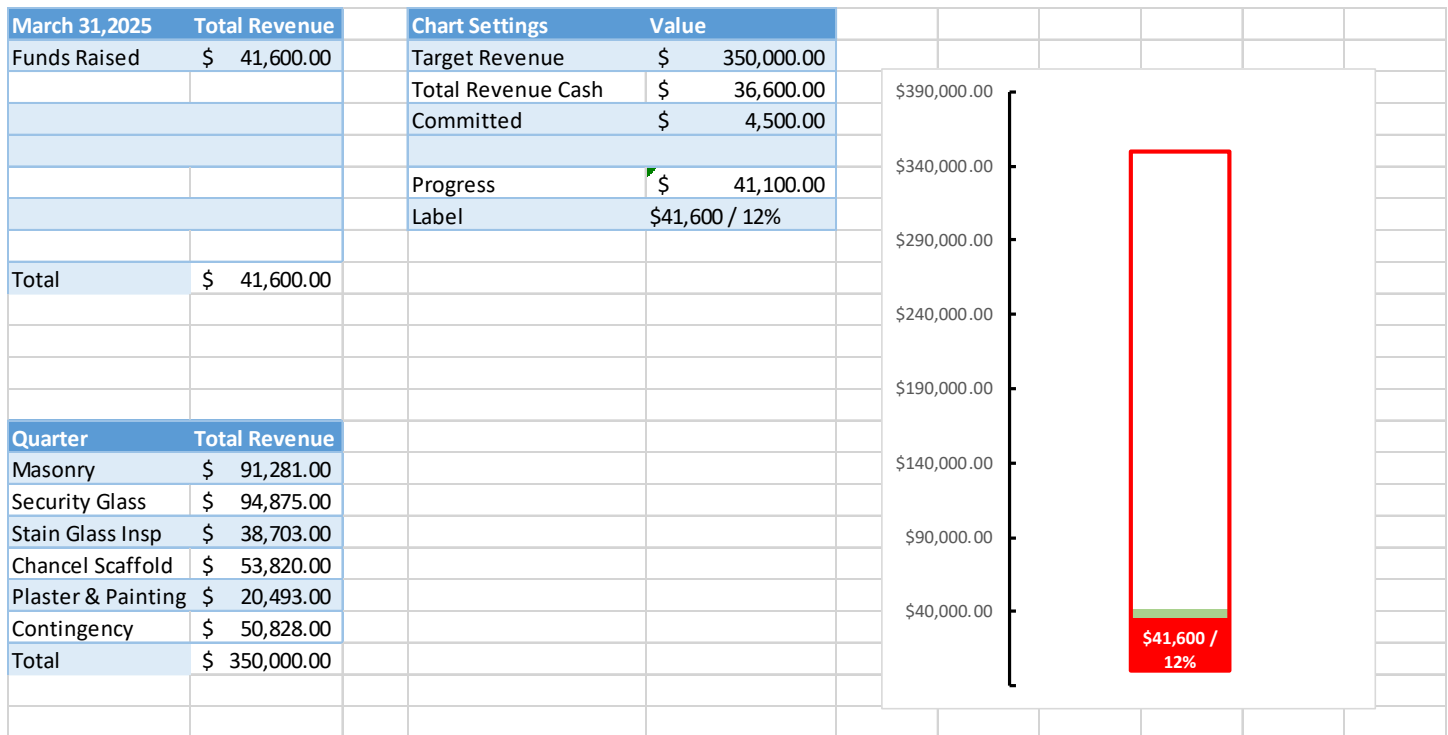 March 31,2025 Total Revenue
Funds Raised $ 41,600.00
Total $ 41,600.00
Chart Settings Value
Target Revenue $ 350,000.00
Total Revenue Cash $ 36,600.00
Committed $ 4,500.00
Progress $ 41,100.00
Label $41,600 / 12%
Quarter Total Revenue
Masonry $ 91,281.00
Security Glass $ 94,875.00
Stain Glass Insp $ 38,703.00
Chancel Scaffold $ 53,820.00
Plaster & Painting $ 20,493.00
Contingency $ 50,828.00
Total $ 350,000.00
$390,000.00
$340,000.00
$290,000.00
$240,000.00
$190,000.00
$140,000.00
$90,000.00
$40,000.00
$41,600 /
12%